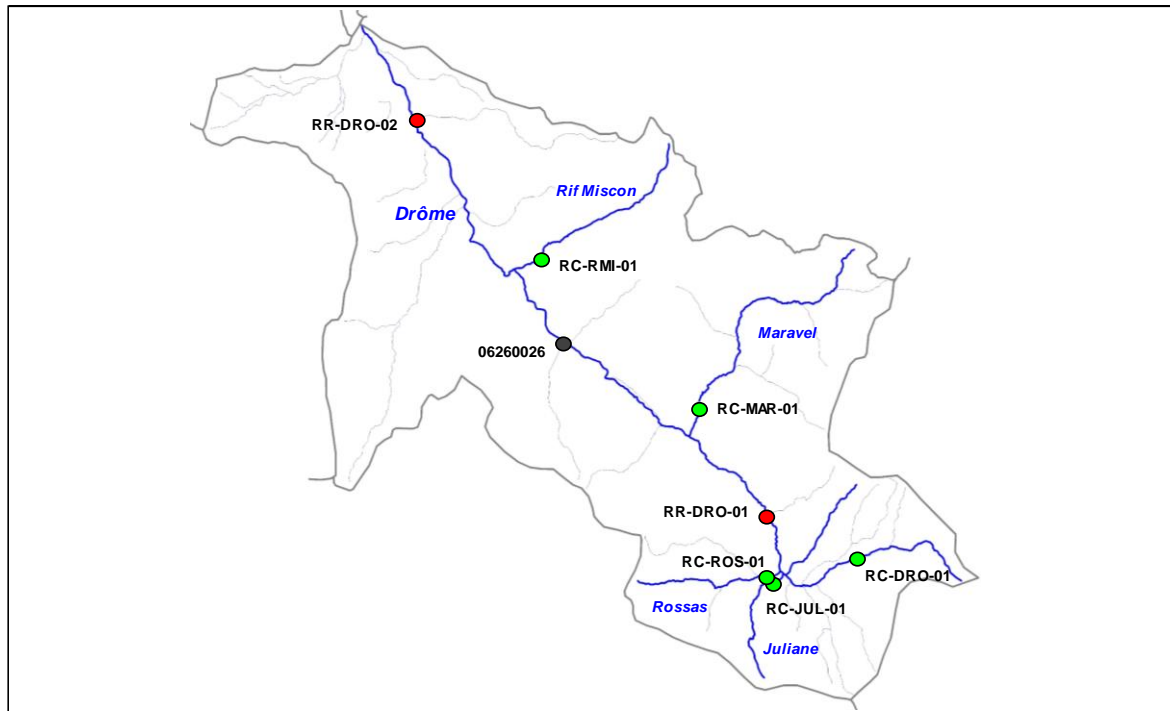 RR-DRO-02
Rif Miscon
Drôme
RC-RMI-01
Maravel
06260026
RC-MAR-01
RR-DRO-01
RC-ROS-01
RC-DRO-01
Rossas
RC-JUL-01
Juliane